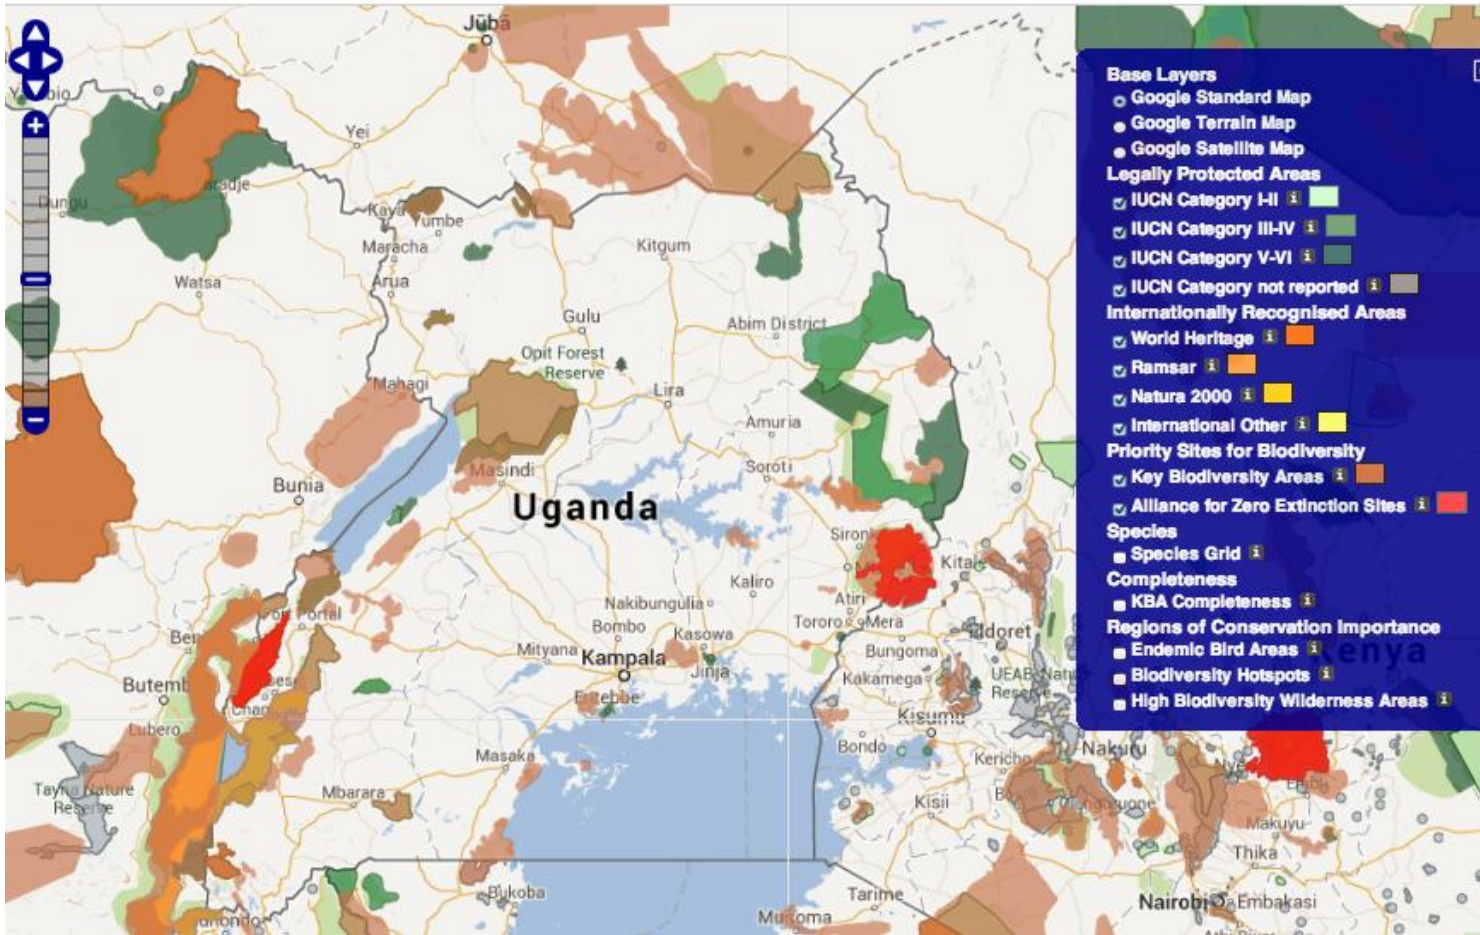 Jūbā
Yei
Dungu
Kaya
Yumbe
Maracha
Arua
Watsa
Kitgum
Gulu
Abim District
Opit Forest
Reserve
Mahagi
Lira
Amuria
Masindi
Soroti
Bunia
Uganda
Kitale
Kaliro
Nakibungulia
Atiri
Portal
Bombo
Tororo
Mera
Kasowa
Mityana
Kampala
Bungoma
Jinja
Kakamega
Entebbe
Lubero
Kisumu
Bondo
Masaka
Kericho
Nakuru
Tayna Nature
Reserve
Mbarara
Kisii
Makuyu
Thika
Bukoba
Tarime
Nairobi
Embakasi
Musoma
Kenya
Base Layers
Google Standard Map
Google Terrain Map
Google Satellite Map
Legally Protected Areas
IUCN Category I-II i
IUCN Category III-IV i
IUCN Category V-VI i
IUCN Category not reported i
Internationally Recognised Areas
World Heritage i
Ramsar i
Natura 2000 i
International Other i
Priority Sites for Biodiversity
Key Biodiversity Areas i
Alliance for Zero Extinction Sites i
Species
Species Grid i
Completeness
KBA Completeness i
Regions of Conservation Importance
Endemic Bird Areas i
Biodiversity Hotspots i
High Biodiversity Wilderness Areas i